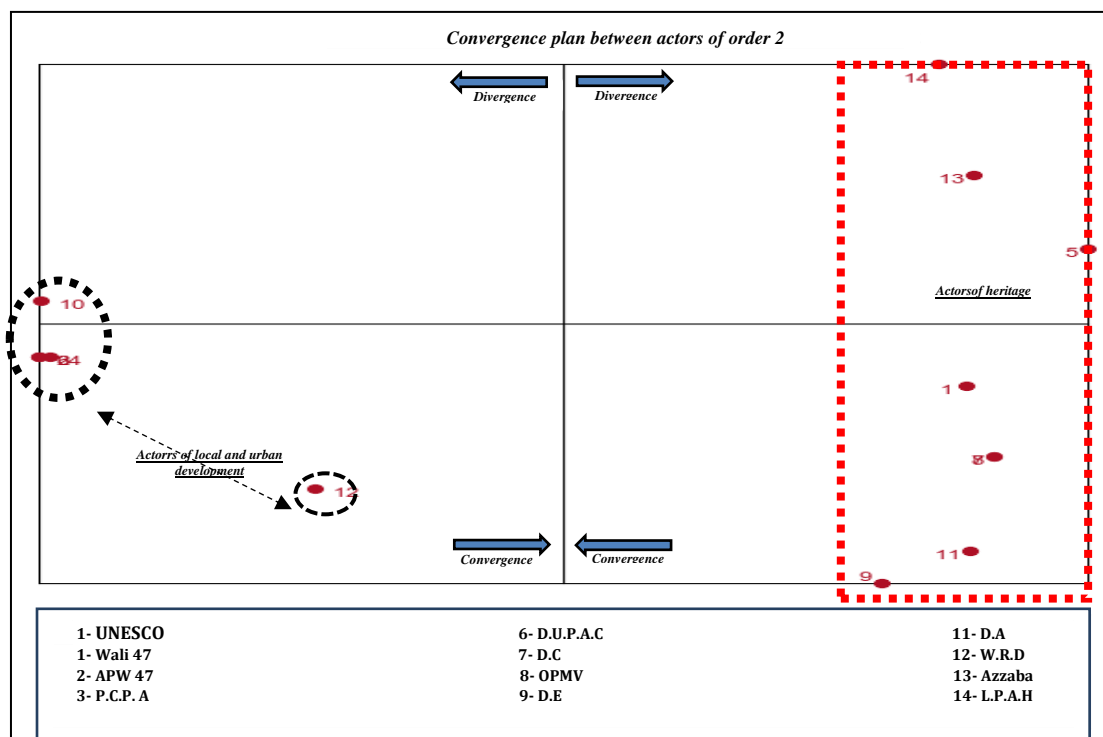 Convergence plan between actors of order 2
Divergence Divergence
14
13
5
Actorsof heritage
10
1
Actorrs of local and urban
development
12
11
9
Convergence Convergence
1- UNESCO 6- D.U.P.A.C 11- D.A
1- Wali 47 7- D.C 12- W.R.D
2- APW 47 8- OPMV 13- Azzaba
3- P.C.P. A 9- D.E 14- L.P.A.H